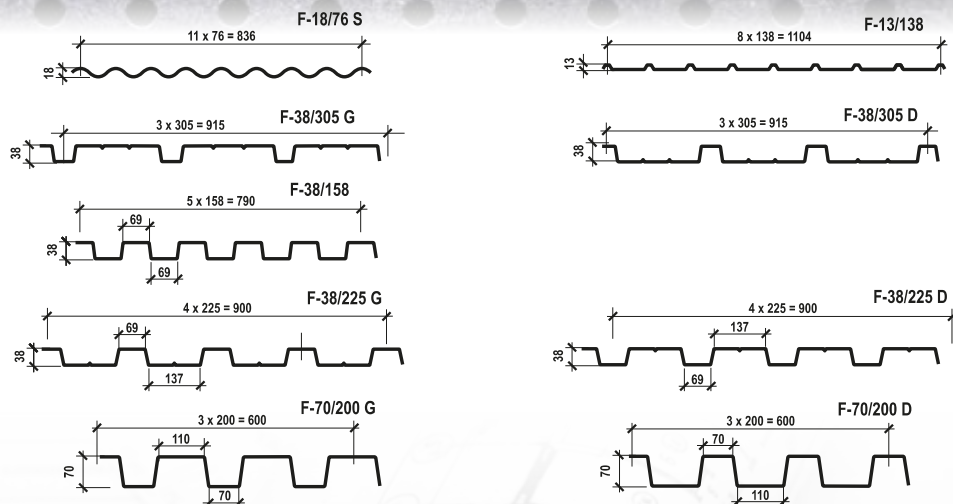 F-18/76 S
11 x 76 = 836
18
F-13/138
8 x 138 = 1104
13
F-38/305 G
3 x 305 = 915
38
F-38/305 D
3 x 305 = 915
38
F-38/158
5 x 158 = 790
69
38
69
F-38/225 G
4 x 225 = 900
69
38
137
F-38/225 D
4 x 225 = 900
137
38
69
F-70/200 G
3 x 200 = 600
110
70
70
F-70/200 D
3 x 200 = 600
70
70
110